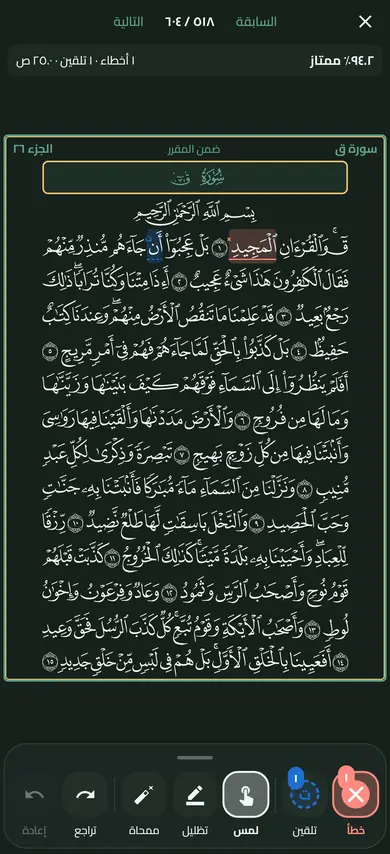 السابقة
٥١٨ / ٦٠٤
التالية
٩٤.٢٪ ممتاز
١ أخطاء · ١ تلقين · ٢٥.٠٠ ص
سورة ق
ضمن المقرر
الجزء ٢٦
سُورَةُ قٓ
بِسْمِ ٱللَّهِ ٱلرَّحْمَٰنِ ٱلرَّحِيمِ
قٓۚ وَٱلْقُرْءَانِ ٱلْمَجِيدِ ١ بَلْ عَجِبُوٓا۟ أَن جَآءَهُم مُّنذِرٌ مِّنْهُمْ
فَقَالَ ٱلْكَٰفِرُونَ هَٰذَا شَىْءٌ عَجِيبٌ ٢ أَءِذَا مِتْنَا وَكُنَّا تُرَابًا ۖ ذَٰلِكَ
رَجْعٌۢ بَعِيدٌ ٣ قَدْ عَلِمْنَا مَا تَنقُصُ ٱلْأَرْضُ مِنْهُمْ ۖ وَعِندَنَا كِتَٰبٌ
حَفِيظٌۢ ٤ بَلْ كَذَّبُوا۟ بِٱلْحَقِّ لَمَّا جَآءَهُمْ فَهُمْ فِىٓ أَمْرٍ مَّرِيجٍ ٥
أَفَلَمْ يَنظُرُوٓا۟ إِلَى ٱلسَّمَآءِ فَوْقَهُمْ كَيْفَ بَنَيْنَٰهَا وَزَيَّنَّٰهَا
وَمَا لَهَا مِن فُرُوجٍ ٦ وَٱلْأَرْضَ مَدَدْنَٰهَا وَأَلْقَيْنَا فِيهَا رَوَٰسِىَ
وَأَنۢبَتْنَا فِيهَا مِن كُلِّ زَوْجٍۭ بَهِيجٍ ٧ تَبْصِرَةً وَذِكْرَىٰ لِكُلِّ عَبْدٍ
مُّنِيبٍ ٨ وَنَزَّلْنَا مِنَ ٱلسَّمَآءِ مَآءً مُّبَٰرَكًا فَأَنۢبَتْنَا بِهِۦ جَنَّٰتٍ
وَحَبَّ ٱلْحَصِيدِ ٩ وَٱلنَّخْلَ بَاسِقَٰتٍ لَّهَا طَلْعٌ نَّضِيدٌ ١٠ رِّزْقًا
لِّلْعِبَادِ ۖ وَأَحْيَيْنَا بِهِۦ بَلْدَةً مَّيْتًا ۚ كَذَٰلِكَ ٱلْخُرُوجُ ١١ كَذَّبَتْ قَبْلَهُمْ
قَوْمُ نُوحٍ وَأَصْحَٰبُ ٱلرَّسِّ وَثَمُودُ ١٢ وَعَادٌ وَفِرْعَوْنُ وَإِخْوَٰنُ
لُوطٍ ١٣ وَأَصْحَٰبُ ٱلْأَيْكَةِ وَقَوْمُ تُبَّعٍ ۚ كُلٌّ كَذَّبَ ٱلرُّسُلَ فَحَقَّ وَعِيدِ
١٤ أَفَعَيِينَا بِٱلْخَلْقِ ٱلْأَوَّلِ ۚ بَلْ هُمْ فِى لَبْسٍ مِّنْ خَلْقٍ جَدِيدٍ ١٥
١
١
خطأ
تلقين
لمس
تظليل
ممحاة
تراجع
إعادة